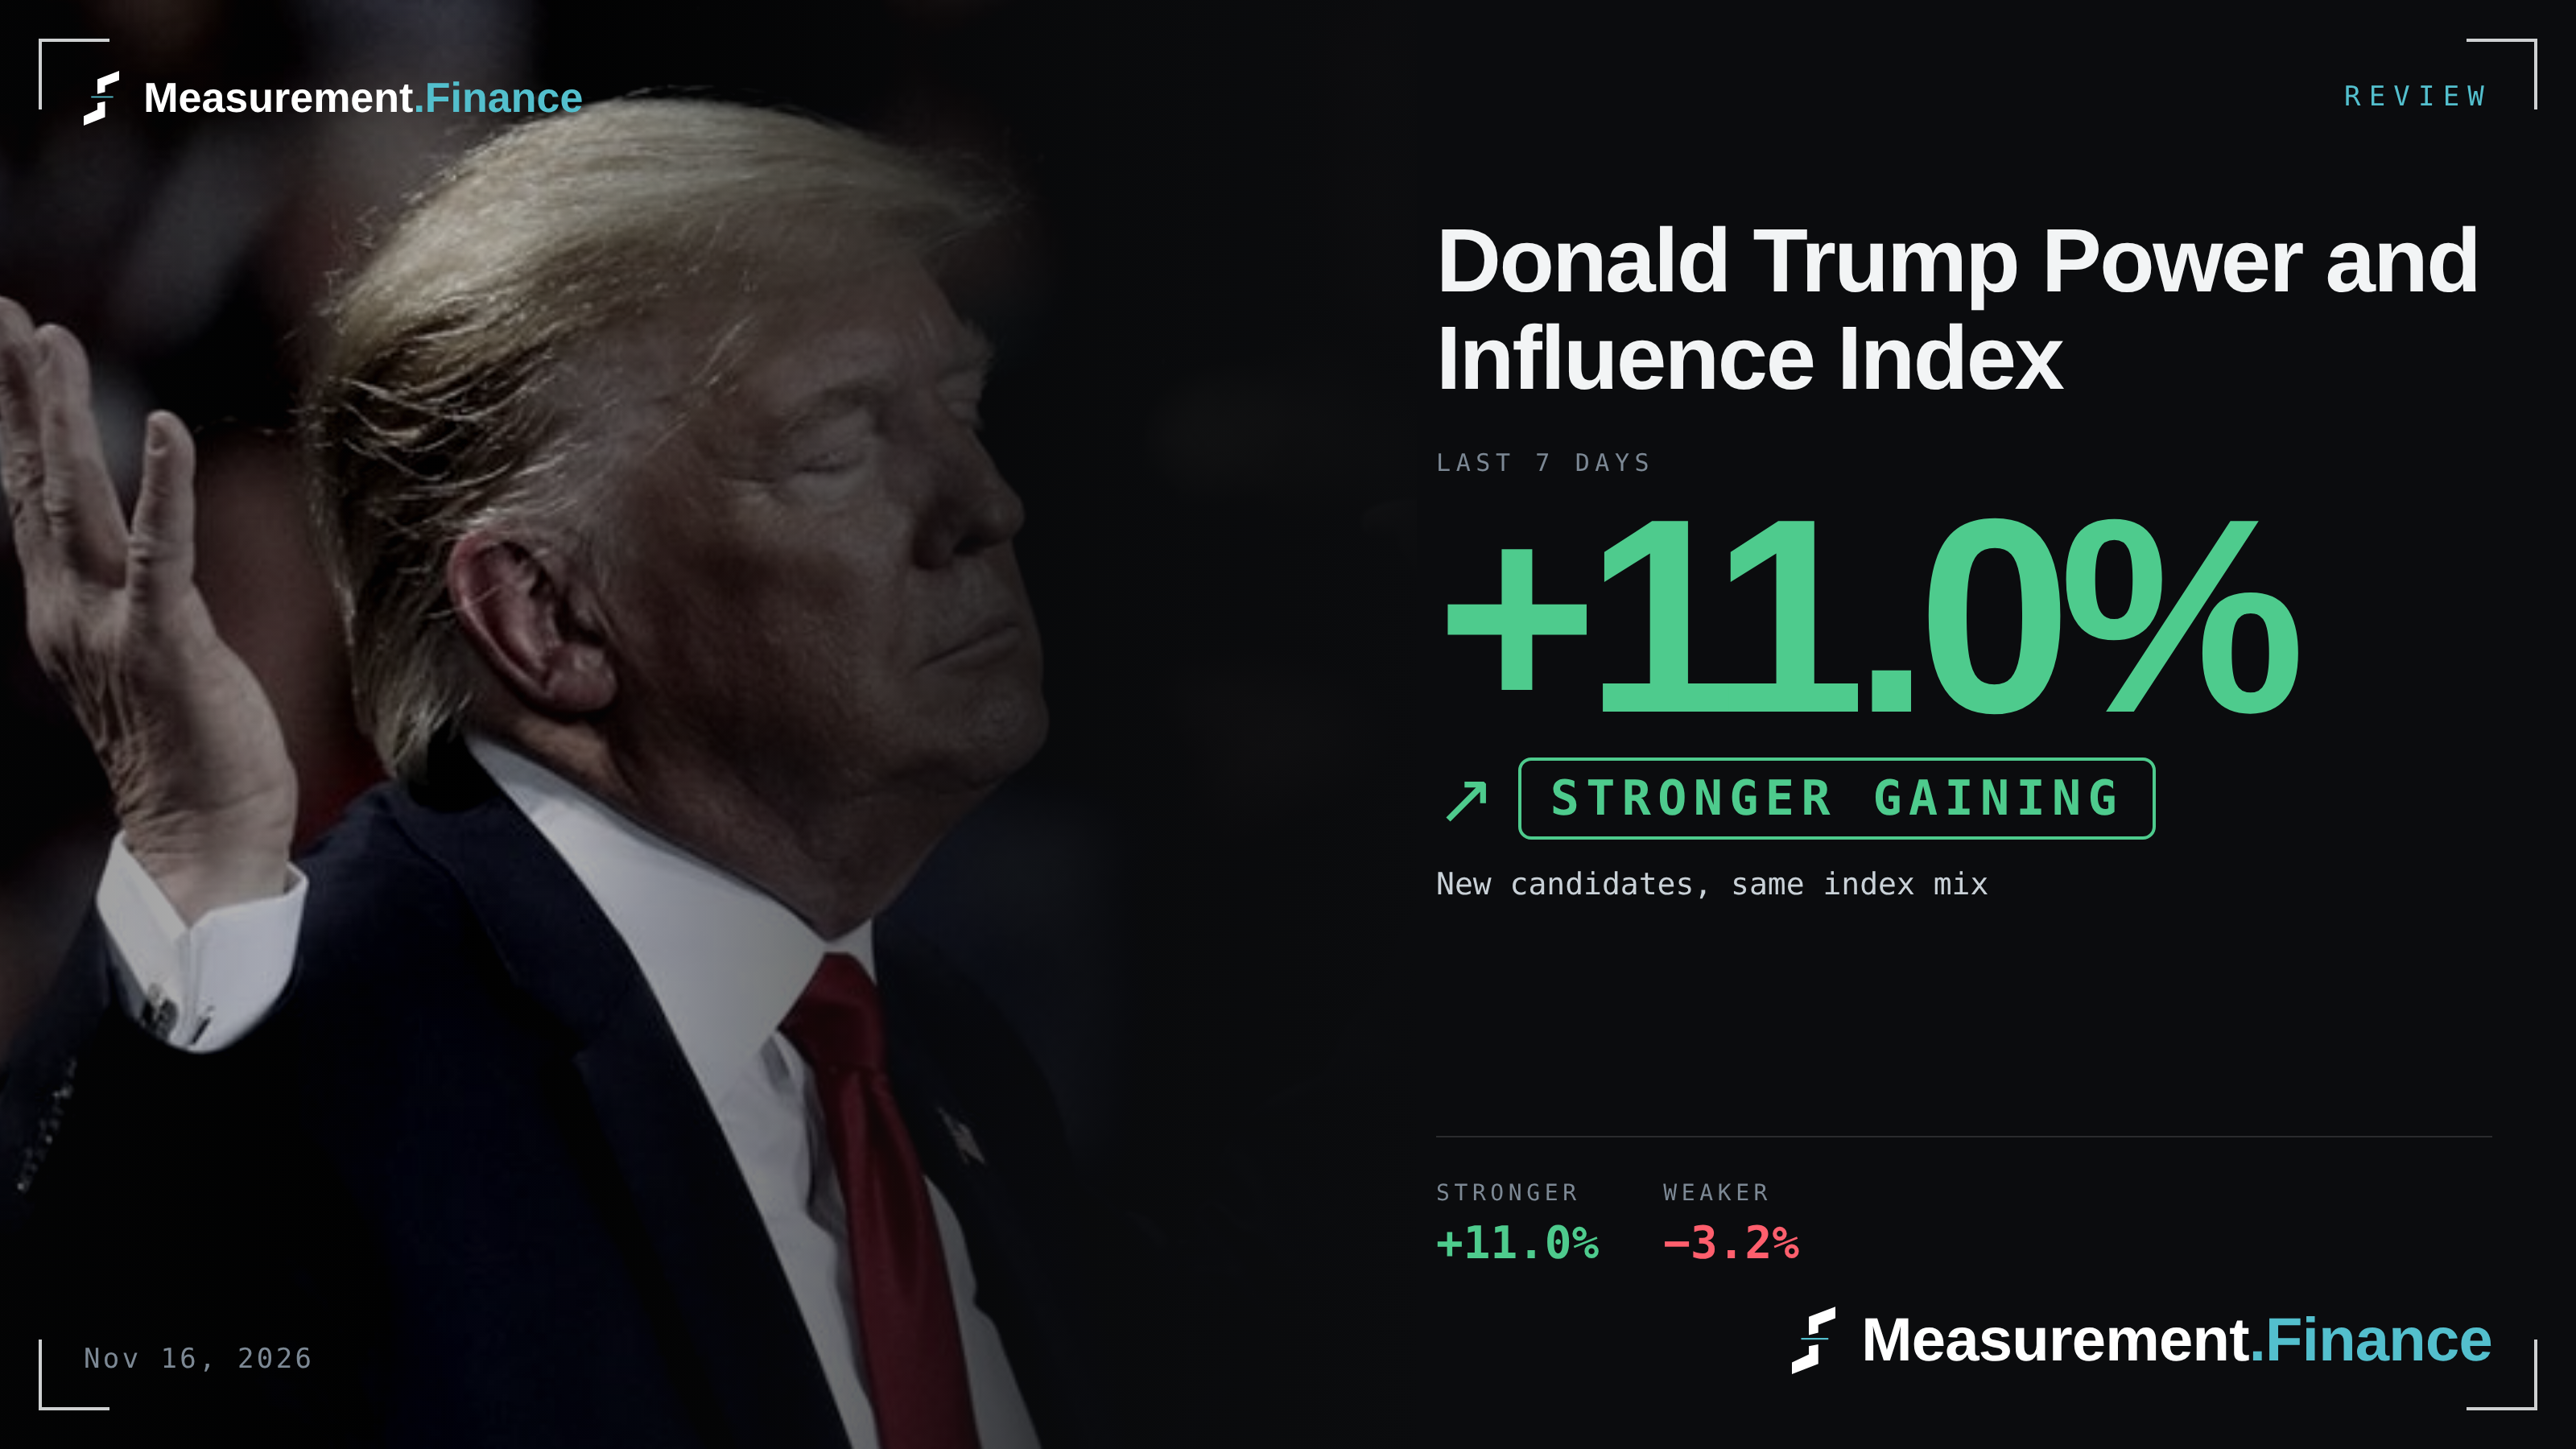 Measurement.Finance
REVIEW
Donald Trump Power and
Influence Index
LAST 7 DAYS
+11.0%
↗ STRONGER GAINING
New candidates, same index mix
STRONGER WEAKER
+11.0% −3.2%
Nov 16, 2026
Measurement.Finance